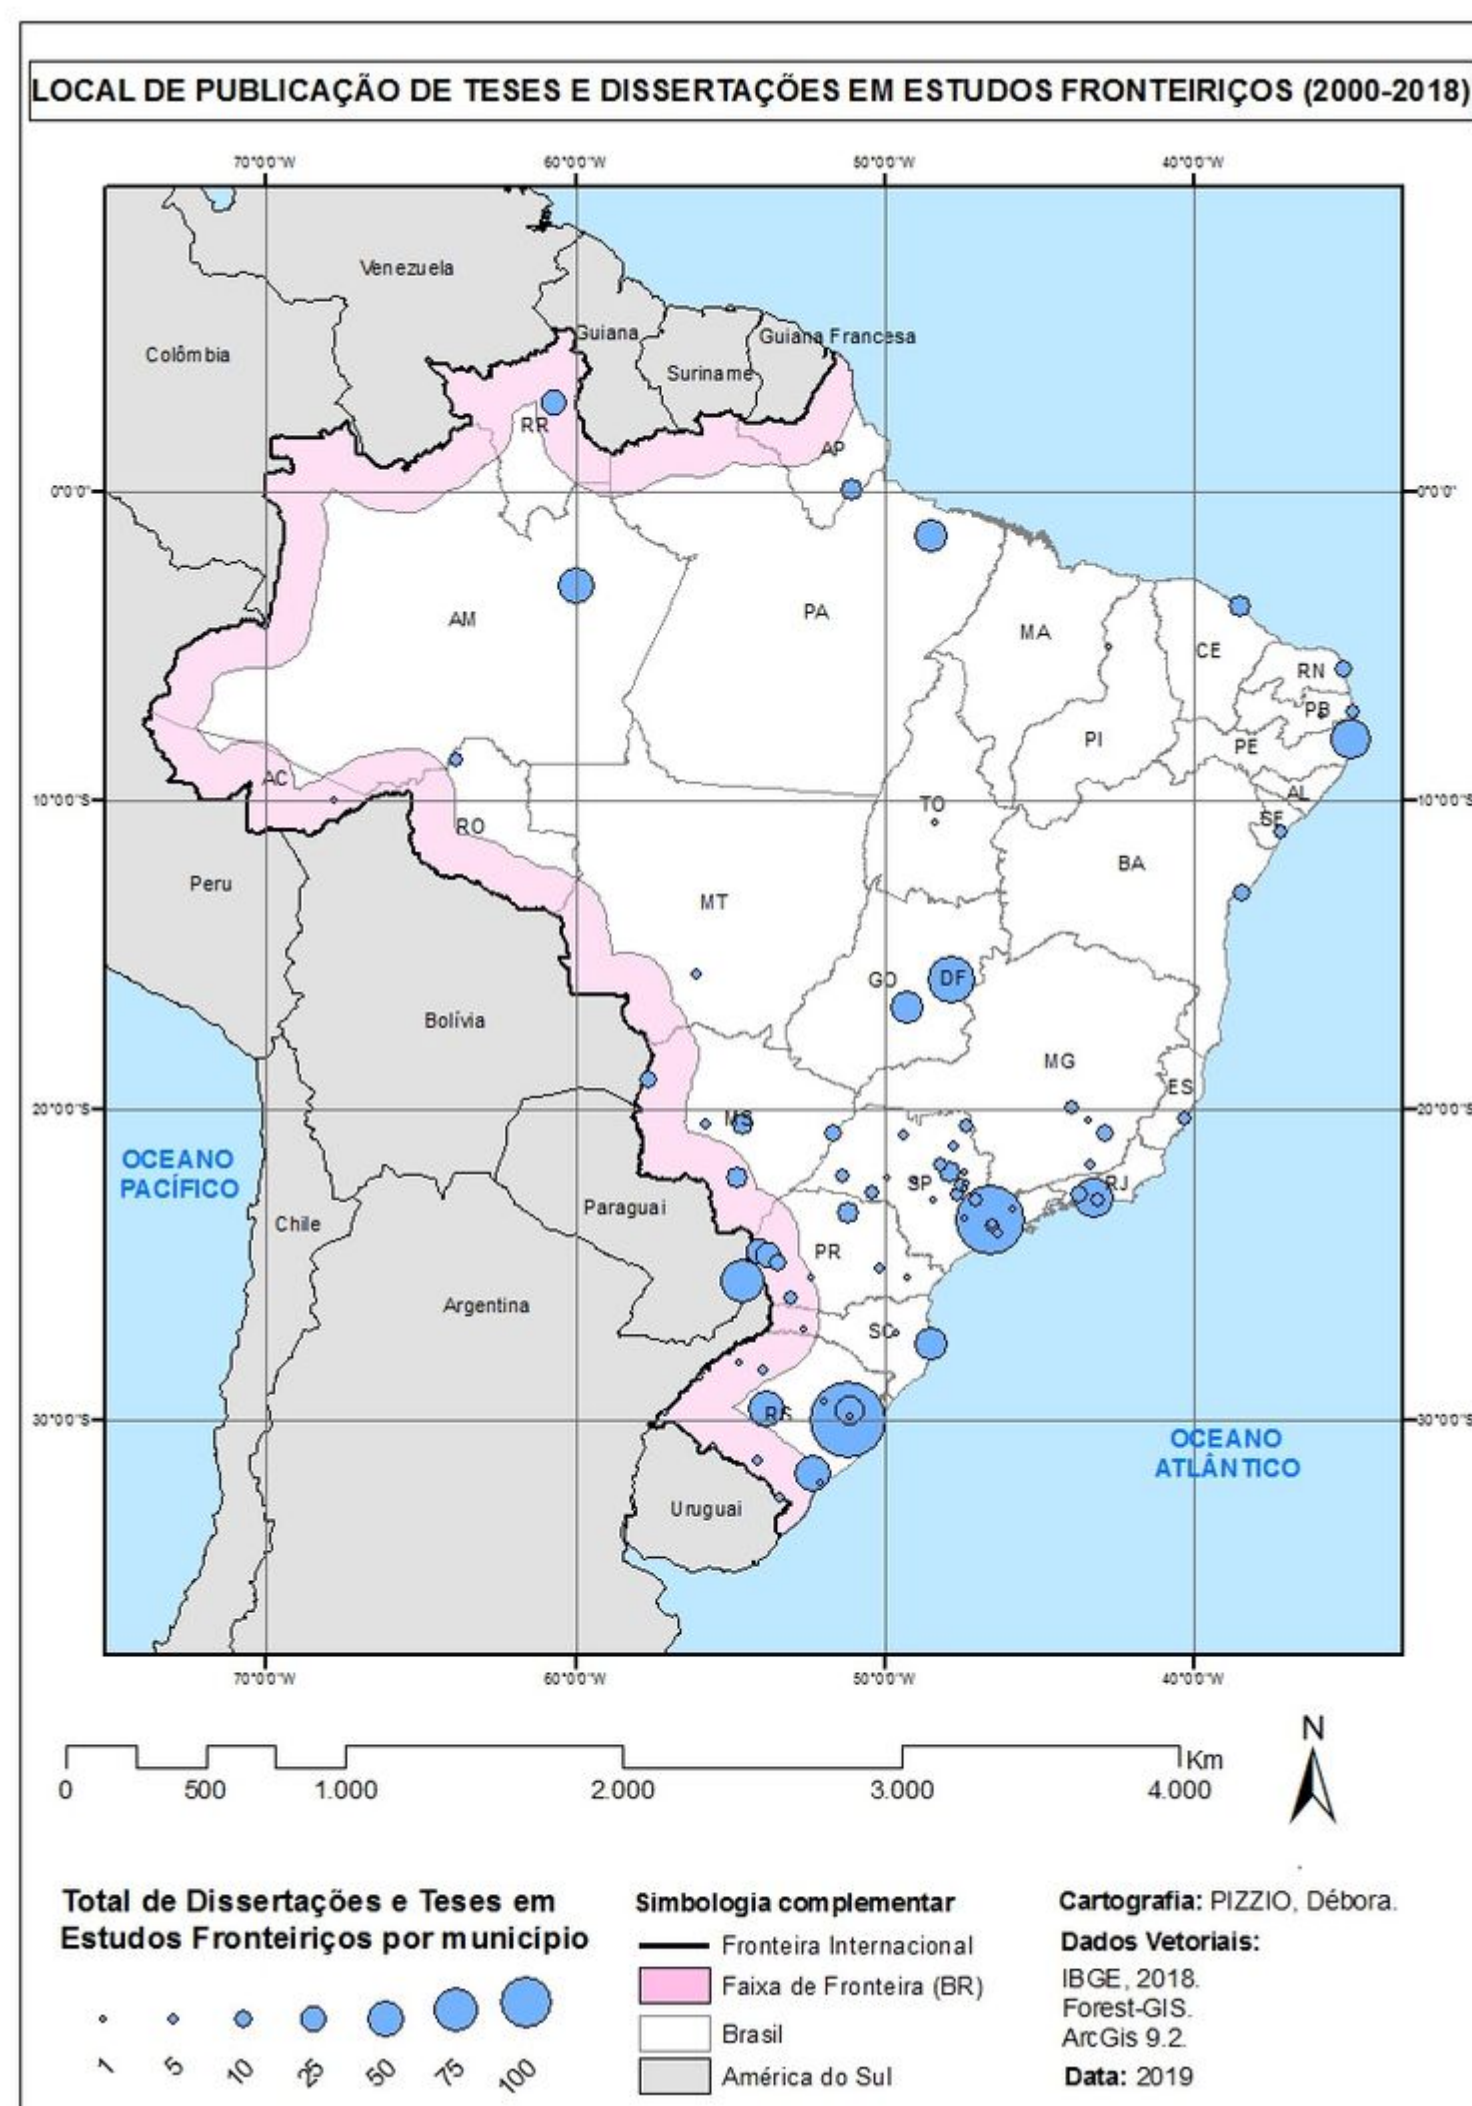 LOCAL DE PUBLICAÇÃO DE TESES E DISSERTAÇÕES EM ESTUDOS FRONTEIRIÇOS (2000-2018)
70°0'0"W 60°0'0"W 50°0'0"W 40°0'0"W
Venezuela
Guiana
Guiana Francesa
Colômbia
Suriname
RR
AP
0°0'0" 0°0'0"
AM
PA
MA
CE
RN
PB
PI
PE
AC
AL
10°0'0"S TO 10°0'0"S
SE
RO
BA
Peru
MT
GO DF
Bolívia
MG
ES
20°0'0"S 20°0'0"S
MS
OCEANO
PACÍFICO
SP RJ
Paraguai
Chile
PR
Argentina
SC
RS
30°0'0"S 30°0'0"S
OCEANO
ATLÂNTICO
Uruguai
70°0'0"W 60°0'0"W 50°0'0"W 40°0'0"W
N
Km
0 500 1.000 2.000 3.000 4.000
Total de Dissertações e Teses em
Estudos Fronteiriços por município
1 5 10 25 50 75 100
Simbologia complementar
Fronteira Internacional
Faixa de Fronteira (BR)
Brasil
América do Sul
Cartografia: PIZZIO, Débora.
Dados Vetoriais:
IBGE, 2018.
Forest-GIS.
ArcGis 9.2.
Data: 2019